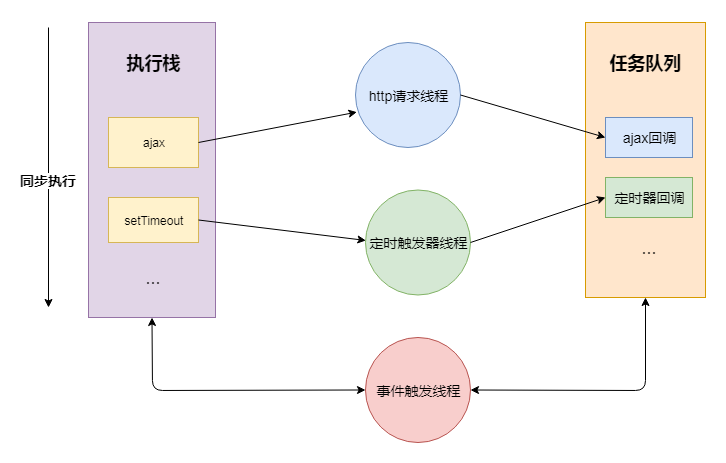 执行栈
任务队列
http请求线程
ajax
ajax回调
同步执行
定时器回调
setTimeout
定时触发器线程
...
...
事件触发线程